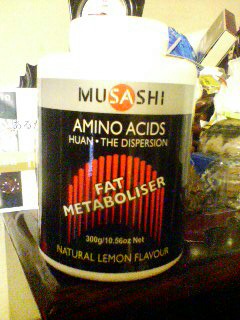 MUSASHI
AMINO ACIDS
HUAN • THE DISPERSION
FAT
METABOLISER
300g/10.56oz Net
NATURAL LEMON FLAVOUR